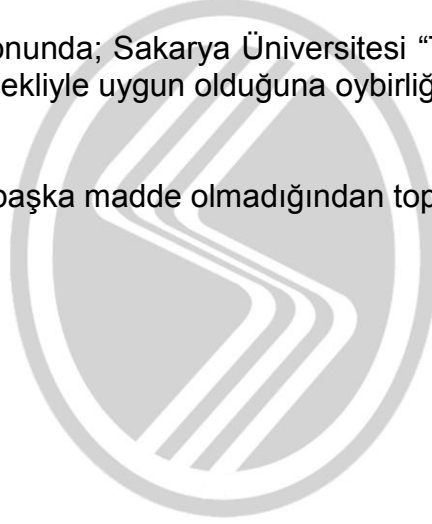 onunda; Sakarya Üniversitesi “T
ekliyle uygun olduğuna oybirliğ
başka madde olmadığından top